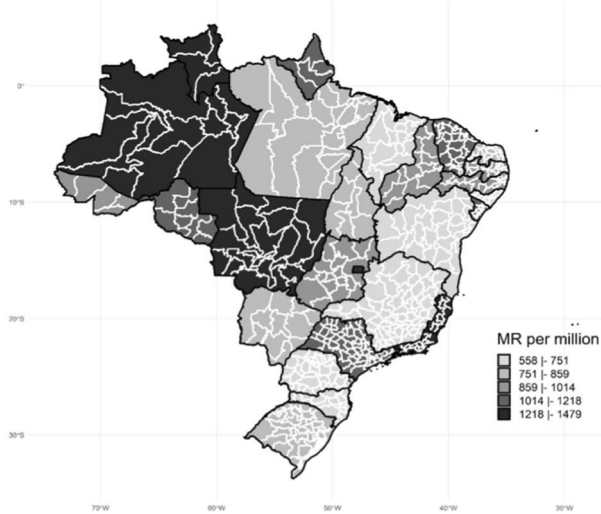 0°
10°S
20°S
30°S
70°W
60°W
50°W
40°W
30°W
MR per million
558 |- 751
751 |- 859
859 |- 1014
1014 |- 1218
1218 |- 1479